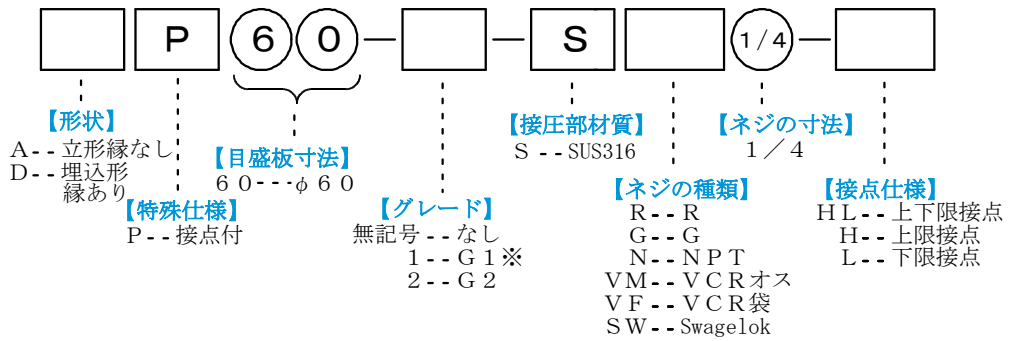 P 6 0 — — S 1/4 —
【形状】
A--立形縁なし
D--埋込形
縁あり
【特殊仕様】
P--接点付
【目盛板寸法】
60---φ60
【グレード】
無記号--なし
1--G1※
2--G2
【接圧部材質】
S--SUS316
【ネジの種類】
R--R
G--G
N--NPT
VM--VCRオス
VF--VCR袋
SW--Swagelok
【ネジの寸法】
1／4
【接点仕様】
HL--上下限接点
H--上限接点
L--下限接点